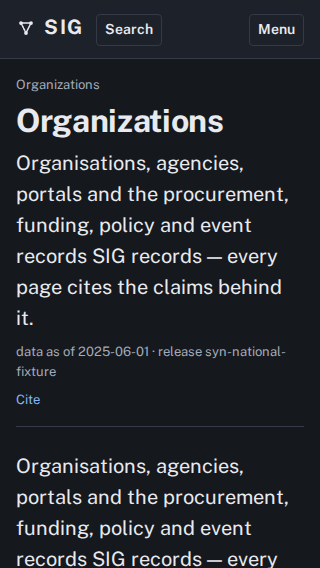 SIG
Search
Menu
Organizations
Organizations
Organisations, agencies,
portals and the procurement,
funding, policy and event
records SIG records — every
page cites the claims behind
it.
data as of 2025-06-01 · release syn-national-
fixture
Cite
Organisations, agencies,
portals and the procurement,
funding, policy and event
records SIG records — every